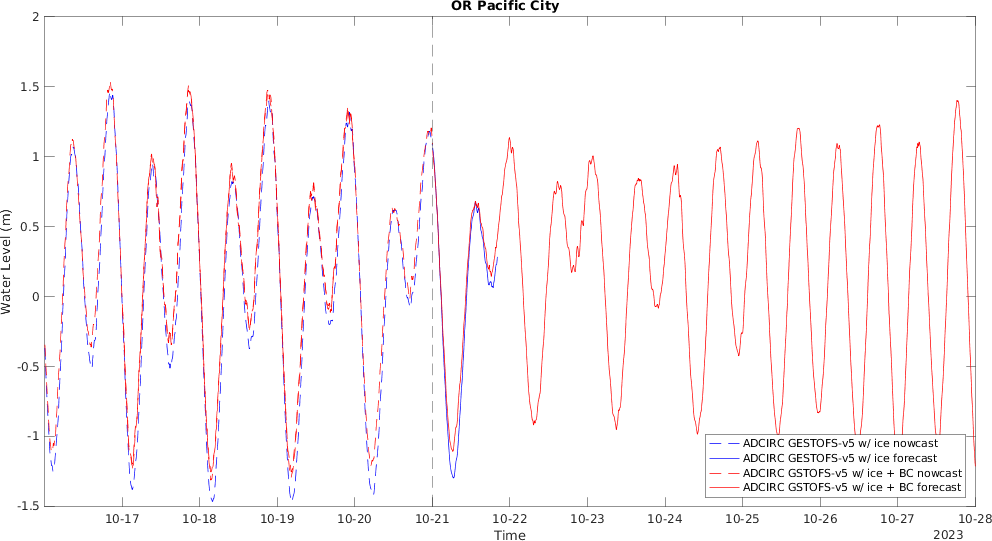 OR Pacific City
2
1.5
1
0.5
0
-0.5
-1
-1.5
Water Level (m)
ADCIRC GESTOFS-v5 w/ ice nowcast
ADCIRC GESTOFS-v5 w/ ice forecast
ADCIRC GSTOFS-v5 w/ ice + BC nowcast
ADCIRC GSTOFS-v5 w/ ice + BC forecast
10-17 10-18 10-19 10-20 10-21 10-22 10-23 10-24 10-25 10-26 10-27 10-28
Time
2023